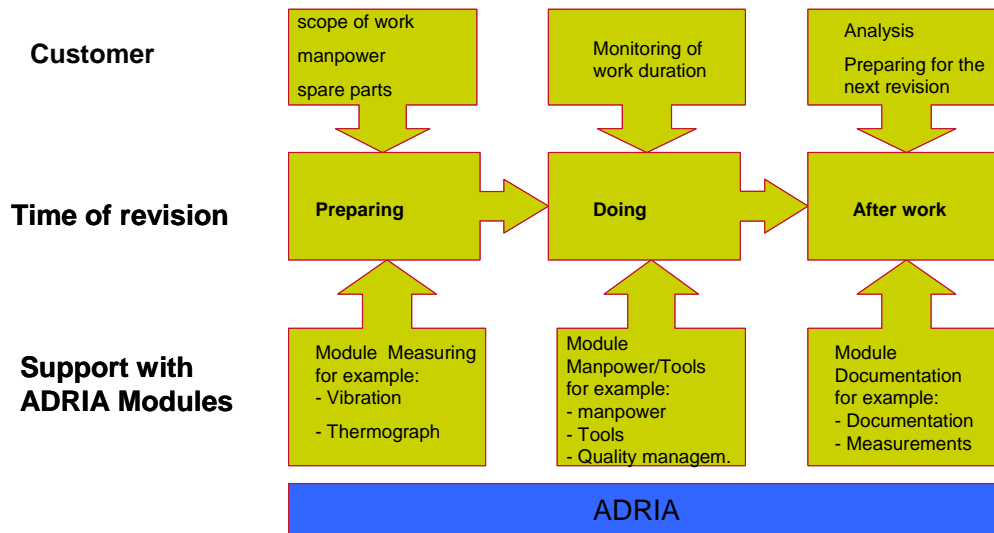 Customer
scope of work
manpower
spare parts
Monitoring of
work duration
Analysis
Preparing for the
next revision
Time of revision
Preparing
Doing
After work
Support with
ADRIA Modules
Module Measuring
for example:
- Vibration
- Thermograph
Module
Manpower/Tools
for example:
- manpower
- Tools
- Quality managem.
Module
Documentation
for example:
- Documentation
- Measurements
ADRIA